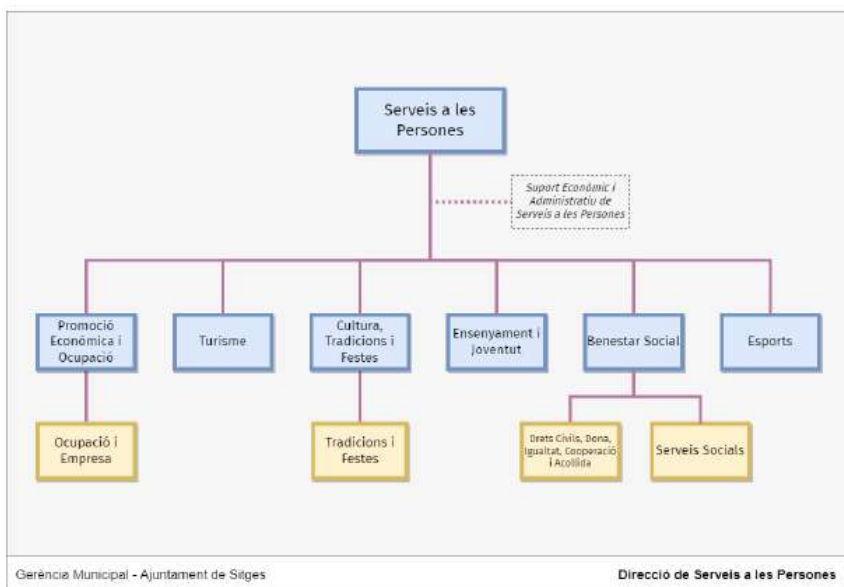 Serveis a les
Persones
Suport Econòmic i
Administratiu de
Serveis a les Persones
Promoció
Econòmica i
Ocupació
Turisme
Cultura,
Tradicions i
Festes
Ensenyament i
Joventut
Benestar Social
Esports
Ocupació i
Empresa
Tradicions i
Festes
Drets Civils, Dona,
Igualtat, Cooperació
i Acollida
Serveis Socials
Gerència Municipal - Ajuntament de Sitges
Direcció de Serveis a les Persones